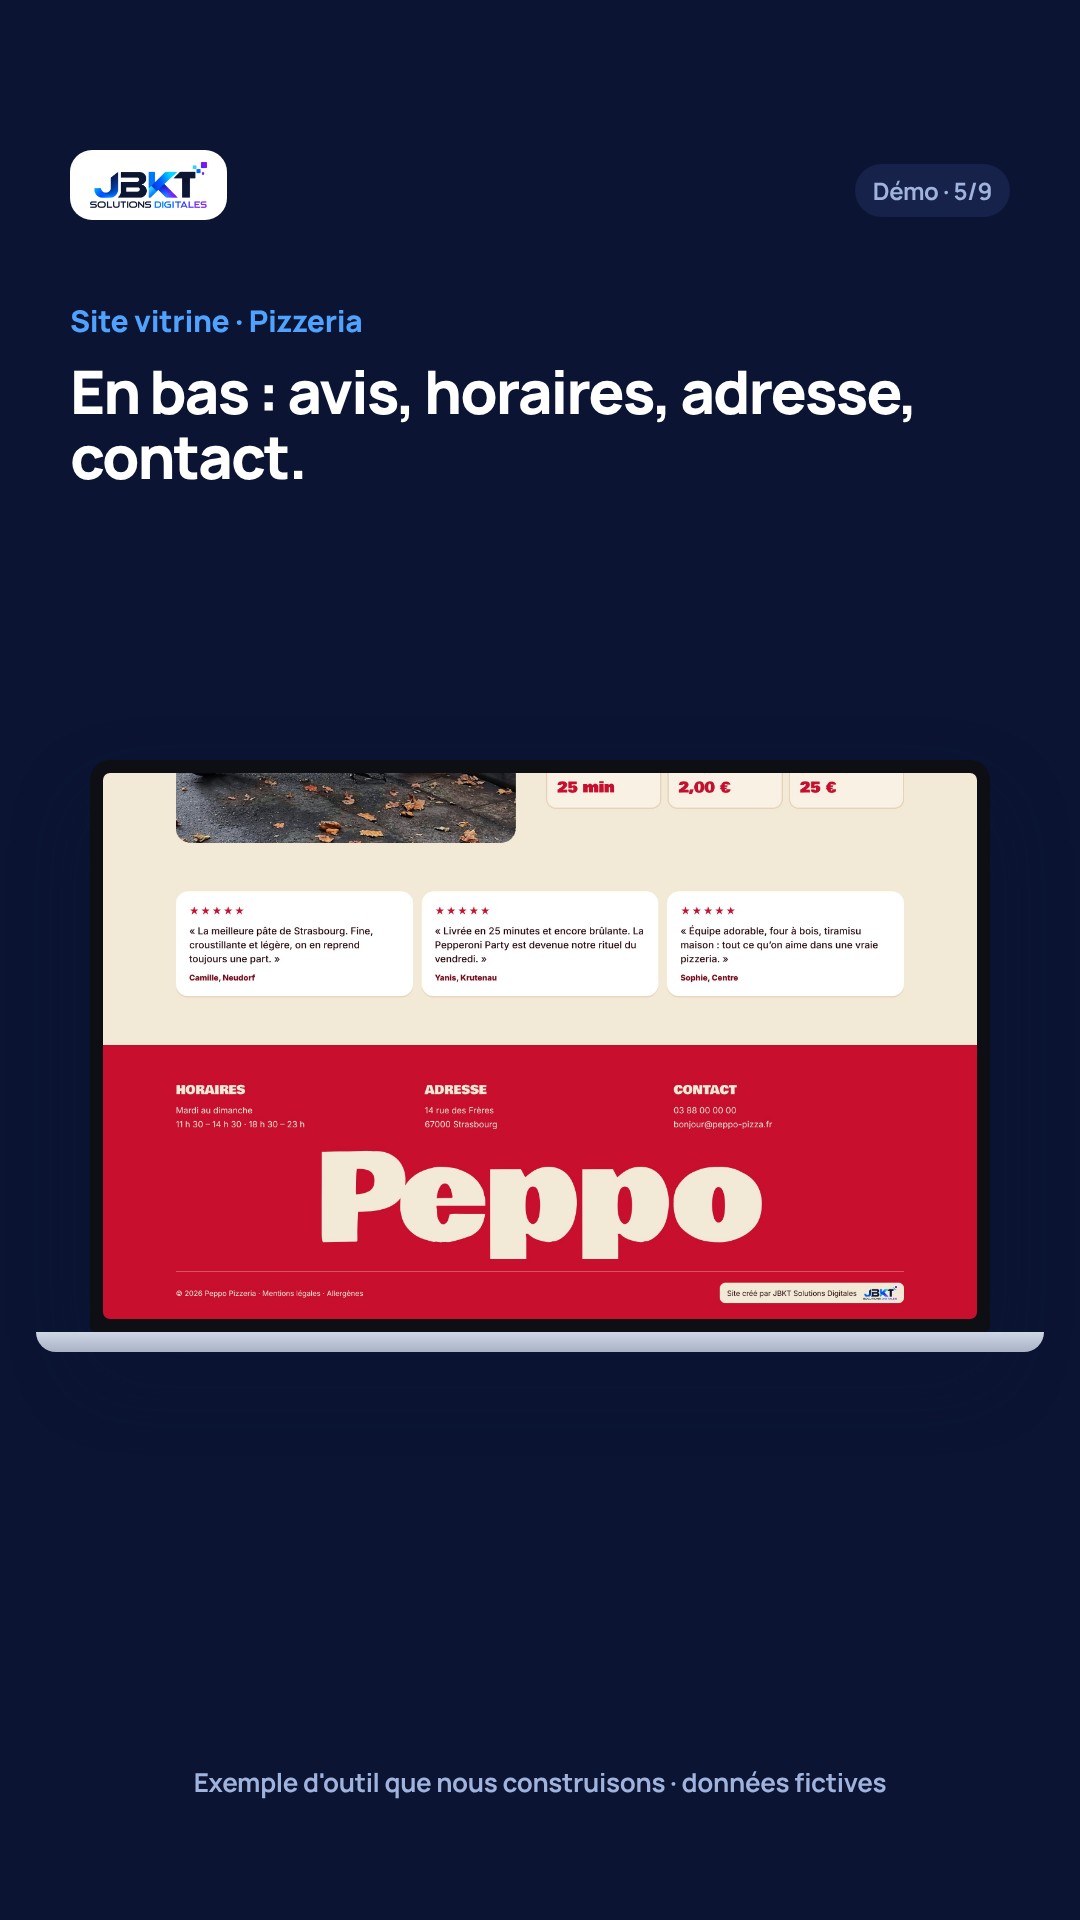 JBKT
SOLUTIONS DIGITALES
Démo · 5/9
Site vitrine · Pizzeria
En bas : avis, horaires, adresse,
contact.
25 min
2,00 €
25 €
★★★★★
« La meilleure pâte de Strasbourg. Fine,
croustillante et légère, on en reprend
toujours une part. »
Camille, Neudorf
★★★★★
« Livrée en 25 minutes et encore brûlante. La
Pepperoni Party est devenue notre rituel du
vendredi. »
Yanis, Krutenau
★★★★★
« Équipe adorable, four à bois, tiramisu
maison : tout ce qu'on aime dans une vraie
pizzeria. »
Sophie, Centre
HORAIRES
Mardi au dimanche
11 h 30 – 14 h 30 · 18 h 30 – 23 h
ADRESSE
14 rue des Frères
67000 Strasbourg
CONTACT
03 88 00 00 00
bonjour@peppo-pizza.fr
Peppo
© 2026 Peppo Pizzeria · Mentions légales · Allergènes
Site créé par JBKT Solutions Digitales
JBKT
SOLUTIONS DIGITALES
Exemple d'outil que nous construisons · données fictives